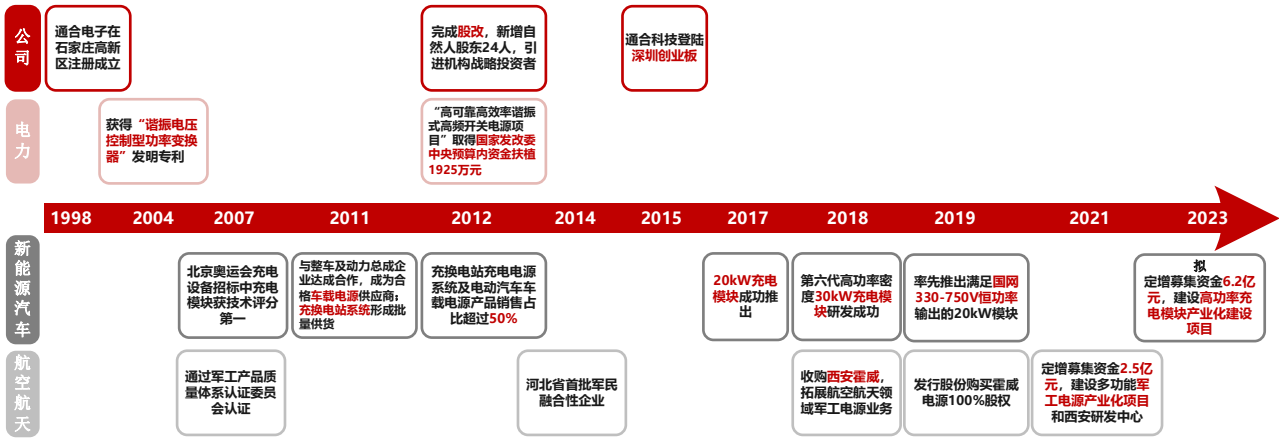 公
司
通合电子在
石家庄高新
区注册成立
完成股改，新增自
然人股东24人，引
进机构战略投资者
通合科技登陆
深圳创业板
电
力
获得“谐振电压
控制型功率变换
器”发明专利
“高可靠高效率谐振
式高频开关电源项
目”取得国家发改委
中央预算内资金扶植
1925万元
1998 2004 2007 2011 2012 2014 2015 2017 2018 2019 2021 2023
新
能
源
汽
车
北京奥运会充电
设备招标中充电
模块获技术评分
第一
与整车及动力总成企
业达成合作，成为合
格车载电源供应商；
充换电站系统形成批
量供货
充换电站充电电源
系统及电动汽车车
载电源产品销售占
比超过50%
20kW充电
模块成功推
出
第六代高功率密
度30kW充电模
块研发成功
率先推出满足国网
330-750V恒功率
输出的20kW模块
拟
定增募集资金6.2亿
元，建设高功率充
电模块产业化建设
项目
航
空
航
天
通过军工产品质
量体系认证委员
会认证
河北省首批军民
融合性企业
收购西安霍威，
拓展航空航天领
域军工电源业务
发行股份购买霍威
电源100%股权
定增募集资金2.5亿
元，建设多功能军
工电源产业化项目
和西安研发中心